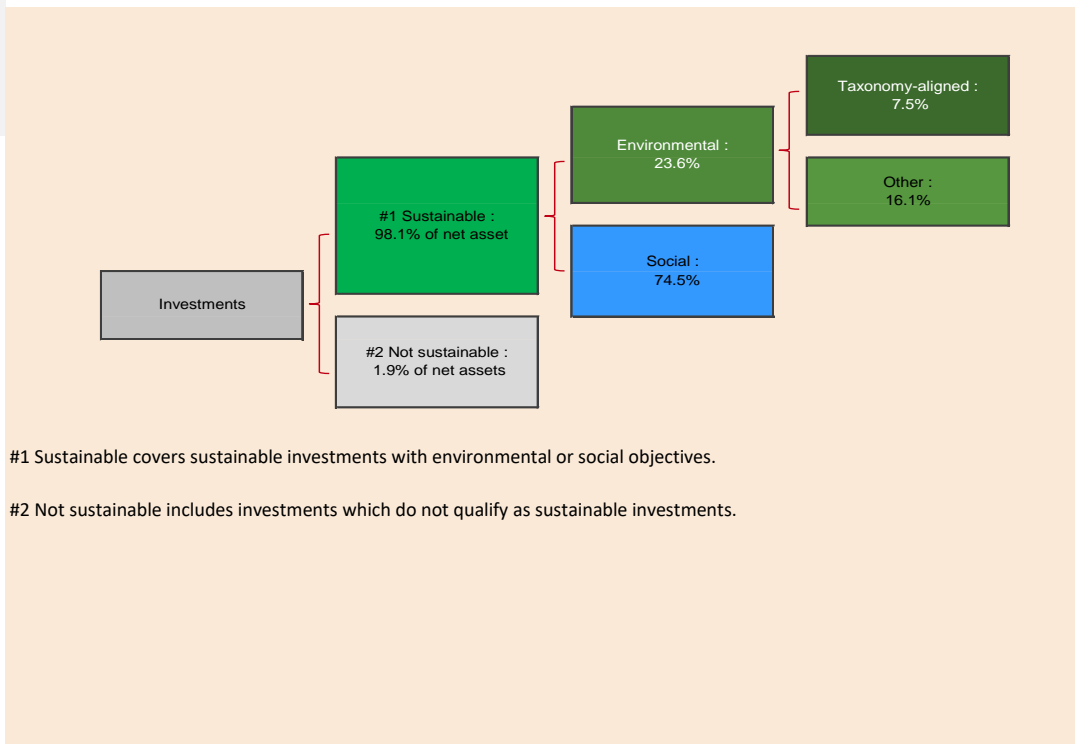 Taxonomy-aligned :
7.5%
Environmental :
23.6%
Other :
16.1%
#1 Sustainable :
98.1% of net asset
Social :
74.5%
Investments
#2 Not sustainable :
1.9% of net assets
#1 Sustainable covers sustainable investments with environmental or social objectives.
#2 Not sustainable includes investments which do not qualify as sustainable investments.